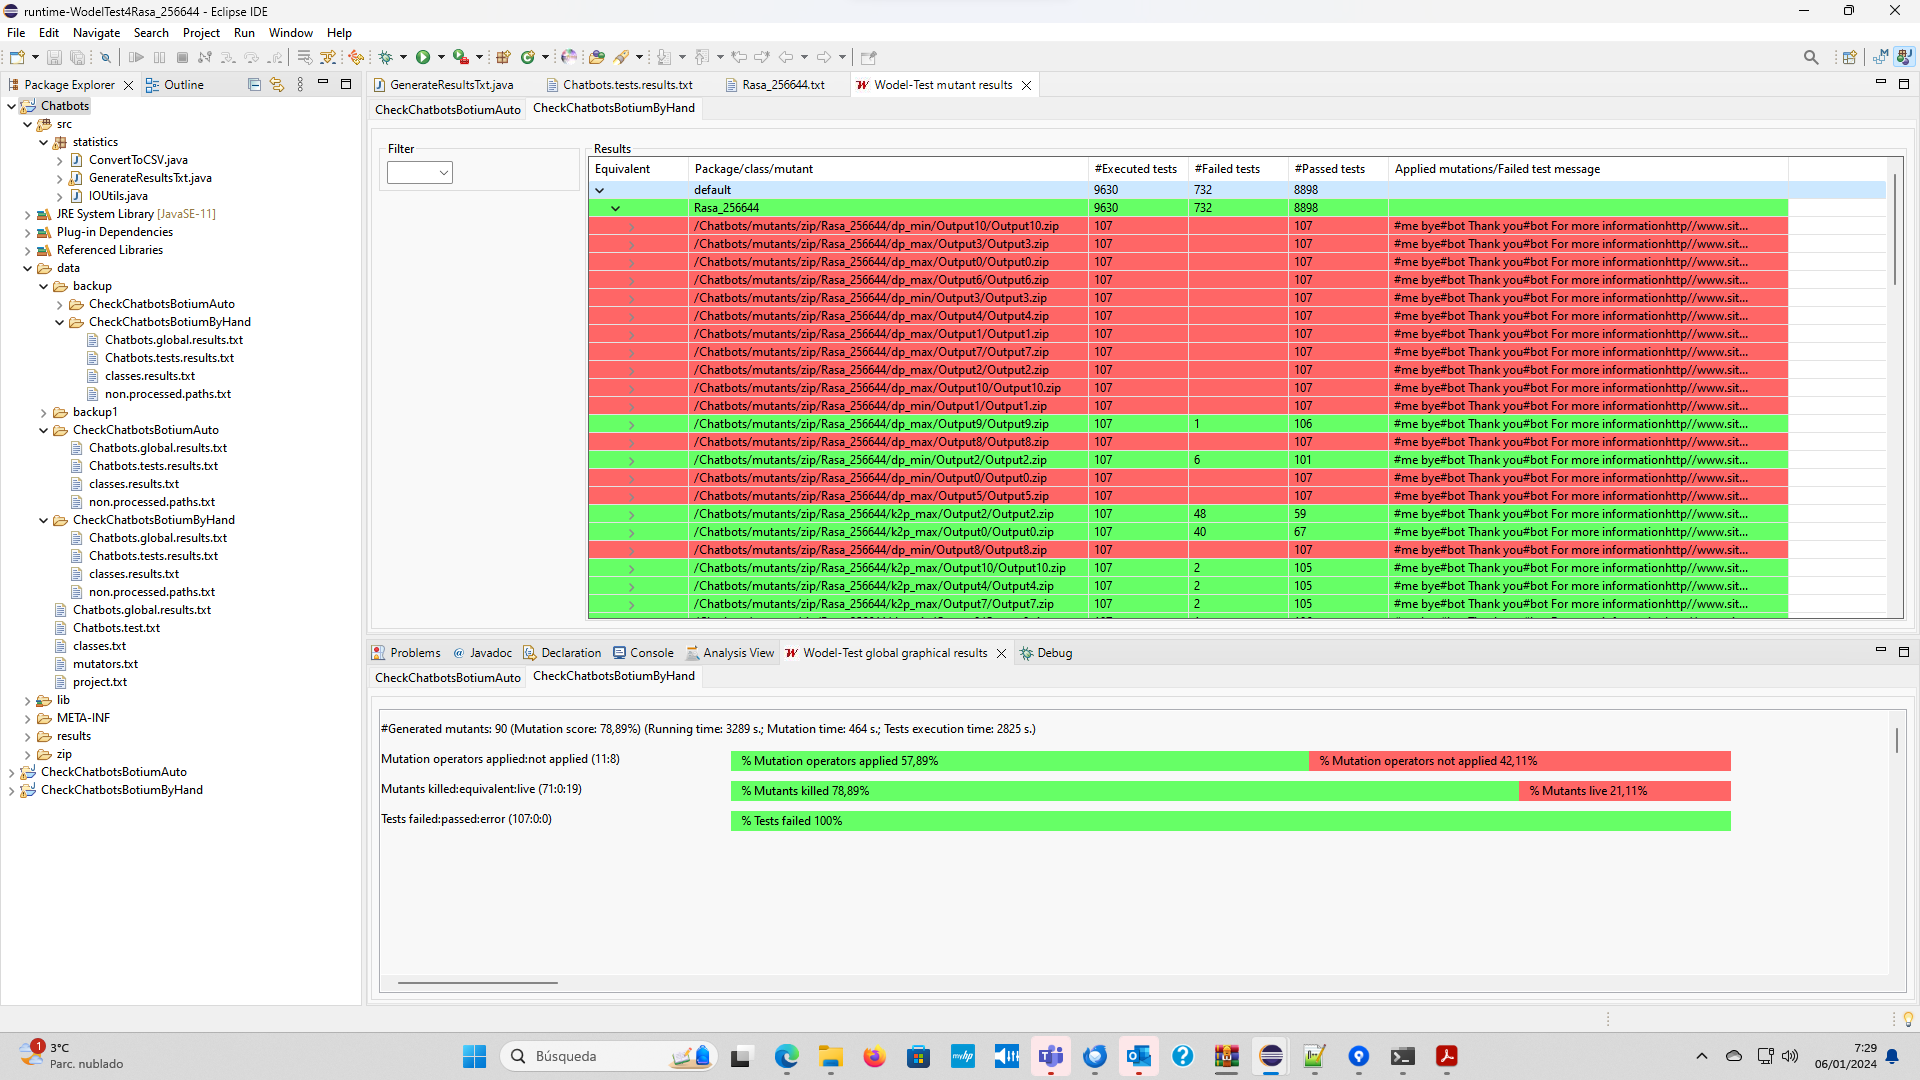 runtime-WodelTest4Rasa_256644 - Eclipse IDE
File Edit Navigate Search Project Run Window Help
Package Explorer Outline
Chatbots
src
statistics
ConvertToCSV.java
GenerateResultsTxt.java
IOUtils.java
JRE System Library [JavaSE-11]
Plug-in Dependencies
Referenced Libraries
data
backup
CheckChatbotsBotiumAuto
CheckChatbotsBotiumByHand
Chatbots.global.results.txt
Chatbots.tests.results.txt
classes.results.txt
non.processed.paths.txt
backup1
CheckChatbotsBotiumAuto
Chatbots.global.results.txt
Chatbots.tests.results.txt
classes.results.txt
non.processed.paths.txt
CheckChatbotsBotiumByHand
Chatbots.global.results.txt
Chatbots.tests.results.txt
classes.results.txt
non.processed.paths.txt
Chatbots.global.results.txt
Chatbots.test.txt
classes.txt
mutators.txt
project.txt
lib
META-INF
results
zip
CheckChatbotsBotiumAuto
CheckChatbotsBotiumByHand
GenerateResultsTxt.java Chatbots.tests.results.txt Rasa_256644.txt Wodel-Test mutant results
CheckChatbotsBotiumAuto CheckChatbotsBotiumByHand
Filter
Results
Equivalent Package/class/mutant #Executed tests #Failed tests #Passed tests Applied mutations/Failed test message
default 9630 732 8898
Rasa_256644 9630 732 8898
/Chatbots/mutants/zip/Rasa_256644/dp_min/Output10/Output10.zip 107 107 #me bye#bot Thank you#bot For more informationhttp//www.sit...
/Chatbots/mutants/zip/Rasa_256644/dp_max/Output3/Output3.zip 107 107 #me bye#bot Thank you#bot For more informationhttp//www.sit...
/Chatbots/mutants/zip/Rasa_256644/dp_max/Output0/Output0.zip 107 107 #me bye#bot Thank you#bot For more informationhttp//www.sit...
/Chatbots/mutants/zip/Rasa_256644/dp_max/Output6/Output6.zip 107 107 #me bye#bot Thank you#bot For more informationhttp//www.sit...
/Chatbots/mutants/zip/Rasa_256644/dp_min/Output3/Output3.zip 107 107 #me bye#bot Thank you#bot For more informationhttp//www.sit...
/Chatbots/mutants/zip/Rasa_256644/dp_max/Output4/Output4.zip 107 107 #me bye#bot Thank you#bot For more informationhttp//www.sit...
/Chatbots/mutants/zip/Rasa_256644/dp_max/Output1/Output1.zip 107 107 #me bye#bot Thank you#bot For more informationhttp//www.sit...
/Chatbots/mutants/zip/Rasa_256644/dp_max/Output7/Output7.zip 107 107 #me bye#bot Thank you#bot For more informationhttp//www.sit...
/Chatbots/mutants/zip/Rasa_256644/dp_max/Output2/Output2.zip 107 107 #me bye#bot Thank you#bot For more informationhttp//www.sit...
/Chatbots/mutants/zip/Rasa_256644/dp_max/Output10/Output10.zip 107 107 #me bye#bot Thank you#bot For more informationhttp//www.sit...
/Chatbots/mutants/zip/Rasa_256644/dp_min/Output1/Output1.zip 107 107 #me bye#bot Thank you#bot For more informationhttp//www.sit...
/Chatbots/mutants/zip/Rasa_256644/dp_max/Output9/Output9.zip 107 1 106 #me bye#bot Thank you#bot For more informationhttp//www.sit...
/Chatbots/mutants/zip/Rasa_256644/dp_max/Output8/Output8.zip 107 107 #me bye#bot Thank you#bot For more informationhttp//www.sit...
/Chatbots/mutants/zip/Rasa_256644/dp_min/Output2/Output2.zip 107 6 101 #me bye#bot Thank you#bot For more informationhttp//www.sit...
/Chatbots/mutants/zip/Rasa_256644/dp_min/Output0/Output0.zip 107 107 #me bye#bot Thank you#bot For more informationhttp//www.sit...
/Chatbots/mutants/zip/Rasa_256644/dp_max/Output5/Output5.zip 107 107 #me bye#bot Thank you#bot For more informationhttp//www.sit...
/Chatbots/mutants/zip/Rasa_256644/k2p_max/Output2/Output2.zip 107 48 59 #me bye#bot Thank you#bot For more informationhttp//www.sit...
/Chatbots/mutants/zip/Rasa_256644/k2p_max/Output0/Output0.zip 107 40 67 #me bye#bot Thank you#bot For more informationhttp//www.sit...
/Chatbots/mutants/zip/Rasa_256644/dp_min/Output8/Output8.zip 107 107 #me bye#bot Thank you#bot For more informationhttp//www.sit...
/Chatbots/mutants/zip/Rasa_256644/k2p_max/Output10/Output10.zip 107 2 105 #me bye#bot Thank you#bot For more informationhttp//www.sit...
/Chatbots/mutants/zip/Rasa_256644/k2p_max/Output4/Output4.zip 107 2 105 #me bye#bot Thank you#bot For more informationhttp//www.sit...
/Chatbots/mutants/zip/Rasa_256644/k2p_max/Output7/Output7.zip 107 2 105 #me bye#bot Thank you#bot For more informationhttp//www.sit...
Problems Javadoc Declaration Console Analysis View Wodel-Test global graphical results Debug
CheckChatbotsBotiumAuto CheckChatbotsBotiumByHand
#Generated mutants: 90 (Mutation score: 78,89%) (Running time: 3289 s.; Mutation time: 464 s.; Tests execution time: 2825 s.)
Mutation operators applied:not applied (11:8) % Mutation operators applied 57,89% % Mutation operators not applied 42,11%
Mutants killed:equivalent:live (71:0:19) % Mutants killed 78,89% % Mutants live 21,11%
Tests failed:passed:error (107:0:0) % Tests failed 100%
1
3°C
Parc. nublado
Búsqueda
7:29
06/01/2024